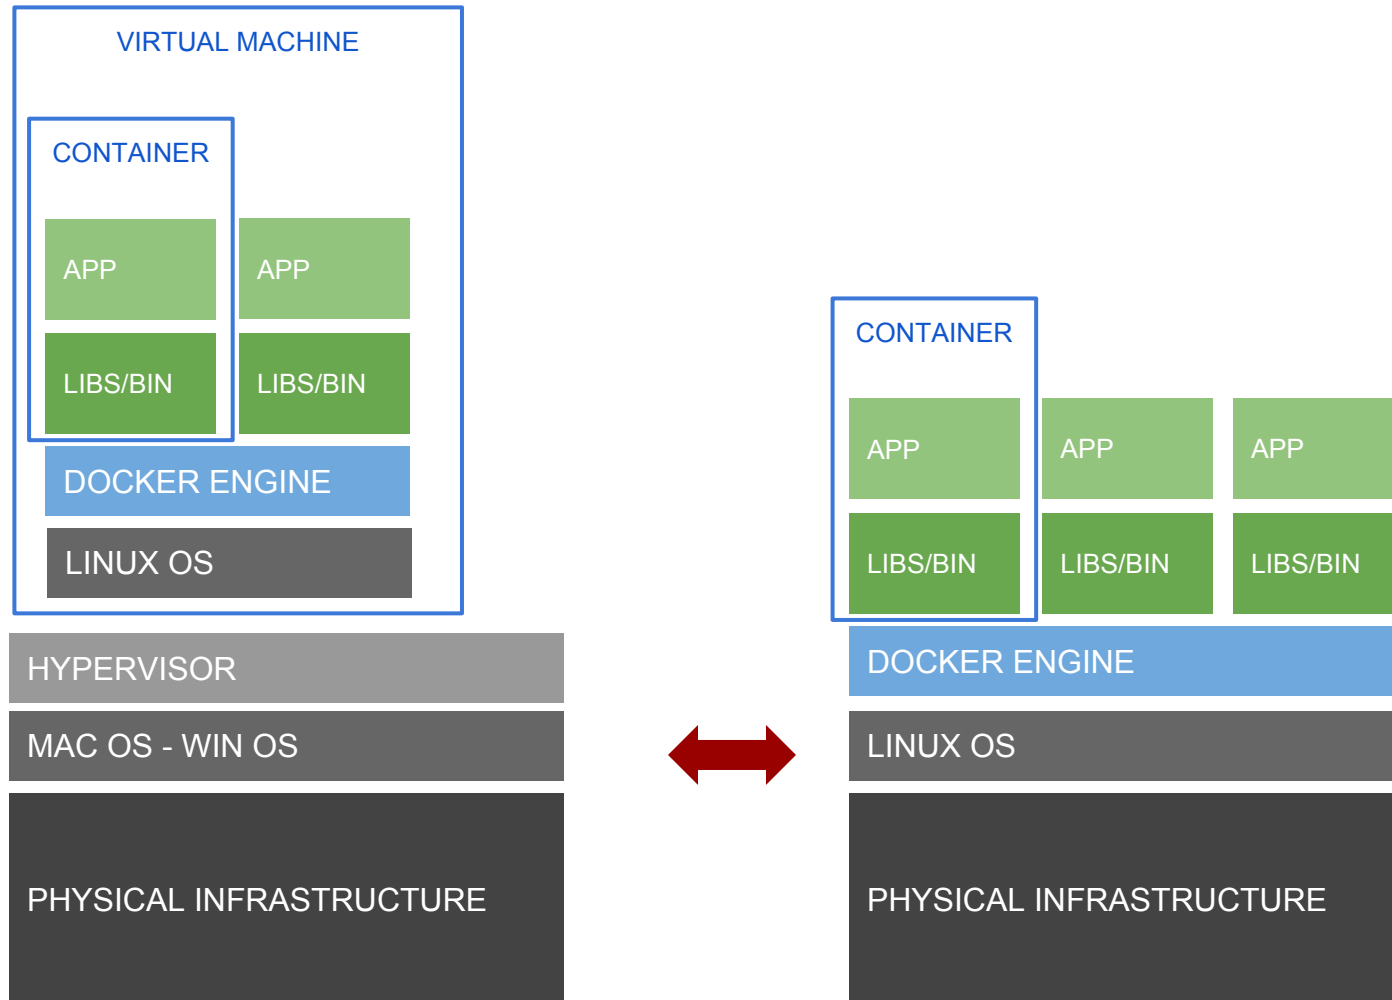 VIRTUAL MACHINE
CONTAINER
APP
APP
LIBS/BIN
LIBS/BIN
DOCKER ENGINE
LINUX OS
HYPERVISOR
MAC OS - WIN OS
PHYSICAL INFRASTRUCTURE
CONTAINER
APP
APP
APP
LIBS/BIN
LIBS/BIN
LIBS/BIN
DOCKER ENGINE
LINUX OS
PHYSICAL INFRASTRUCTURE